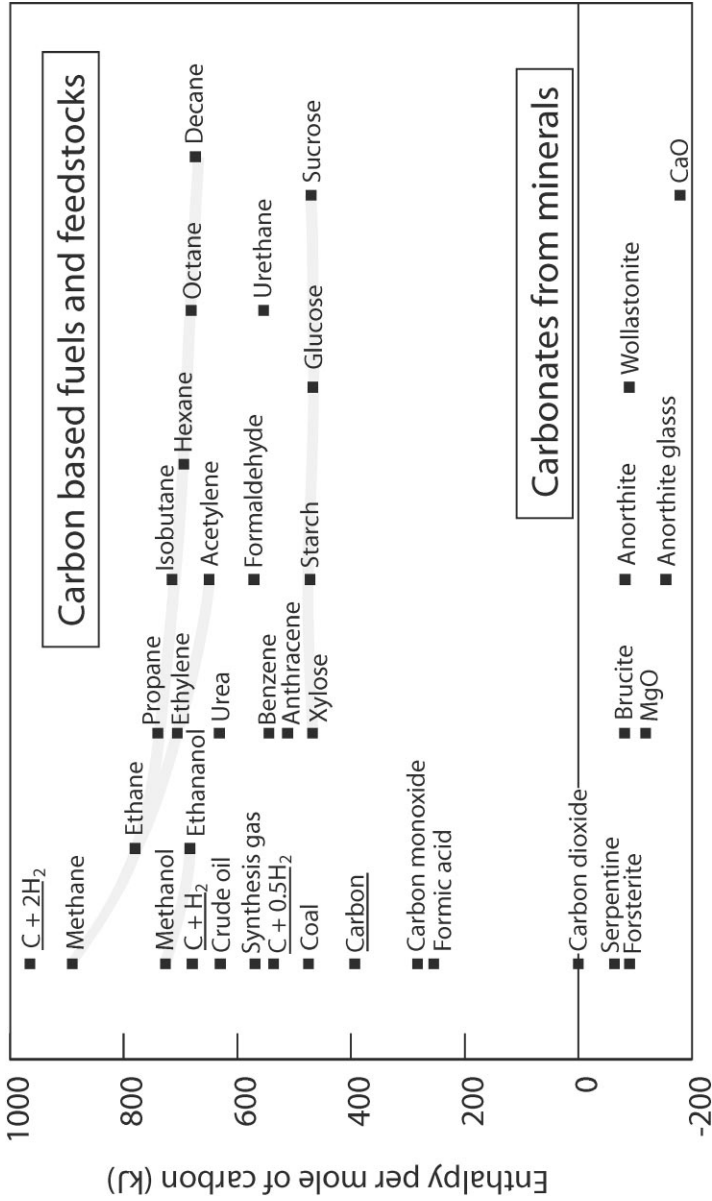 Carbon based fuels and feedstocks
Carbonates from minerals
Enthalpy per mole of carbon (kJ)
1000
800
600
400
200
0
-200
C + 2H₂
Methane
Ethane
Propane
Ethylene
Isobutane
Hexane
Octane
Decane
Methanol
Ethananol
C + H₂
Crude oil
Urea
Acetylene
Synthesis gas
C + 0.5H₂
Coal
Benzene
Anthracene
Xylose
Formaldehyde
Starch
Urethane
Glucose
Sucrose
Carbon
Carbon monoxide
Formic acid
Carbon dioxide
Serpentine
Forsterite
Brucite
MgO
Anorthite
Anorthite glasss
Wollastonite
CaO